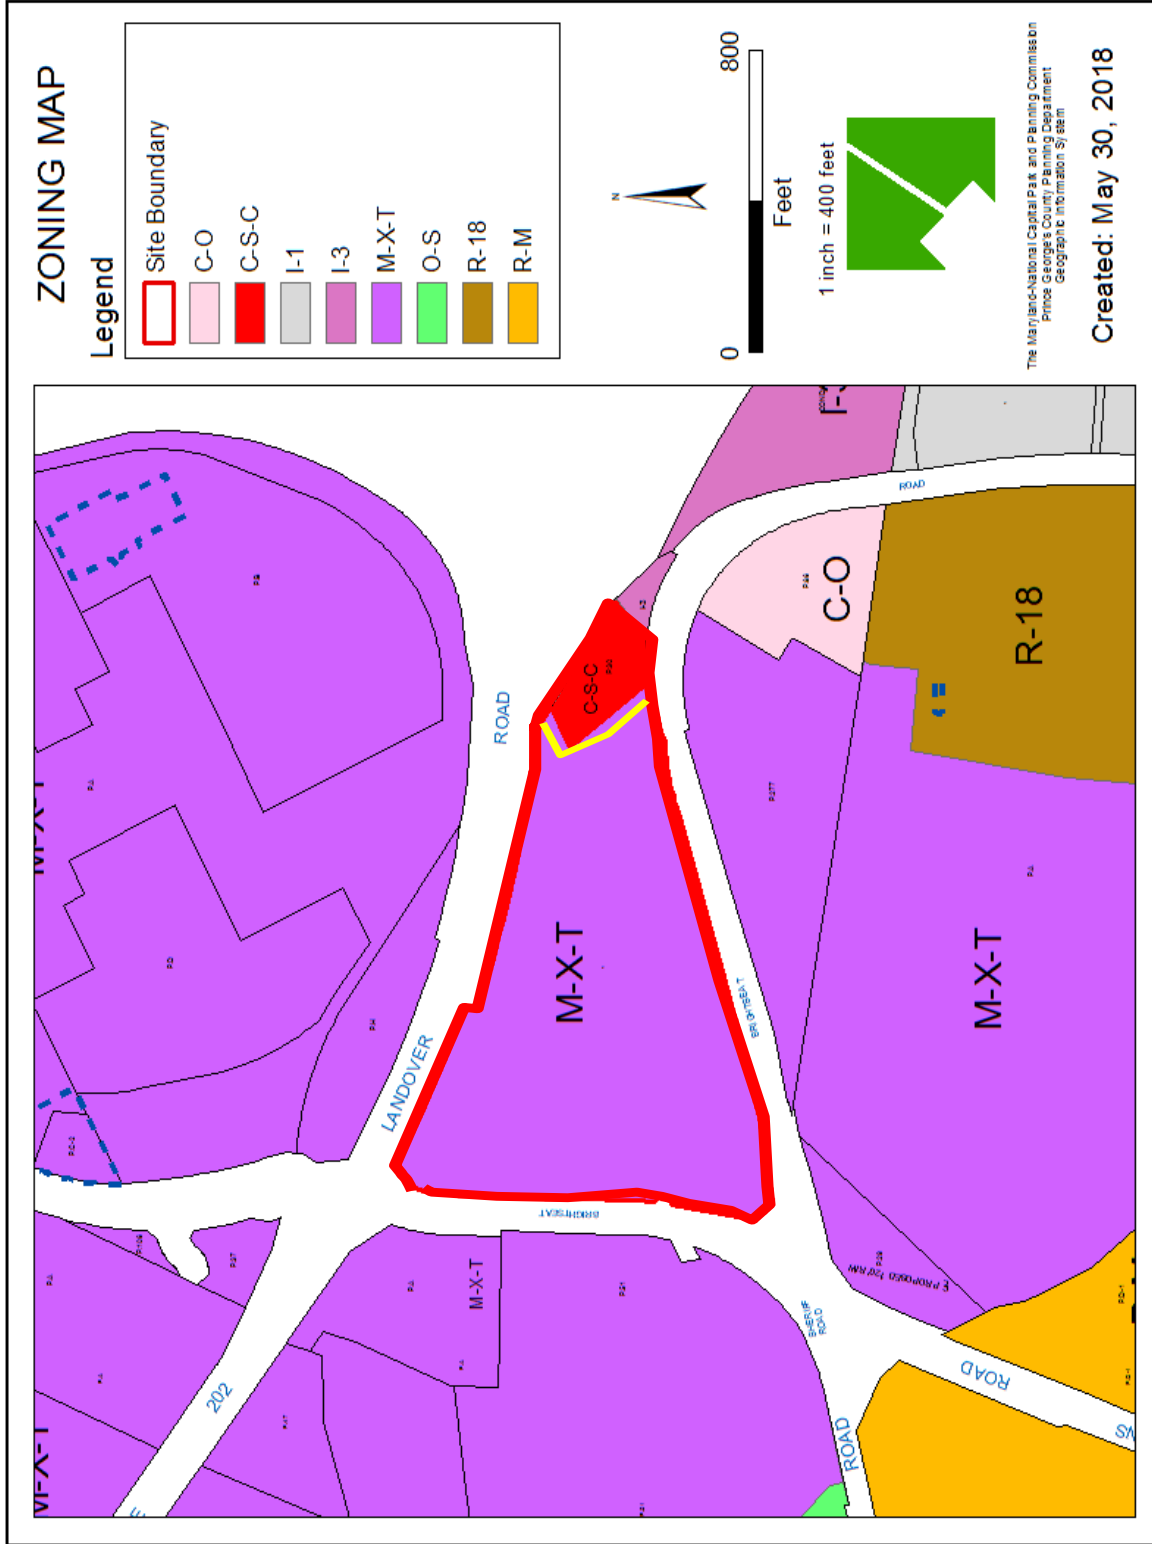 ZONING MAP
Legend
Site Boundary
C-O
C-S-C
I-1
I-3
M-X-T
O-S
R-18
R-M
N
0
800
Feet
1 inch = 400 feet
The Maryland-National Capital Park and Planning Commission
Prince George's County Planning Department
Geographic Information System
Created: May 30, 2018
M-X-T
M-X-T
M-X-T
M-X-T
M-X-T
C-S-C
C-O
R-18
I-3
LANDOVER
ROAD
BRIGHTSEAT
BRIGHTSEAT
ROAD
202
SHERIFF
ROAD
ROAD
ROAD